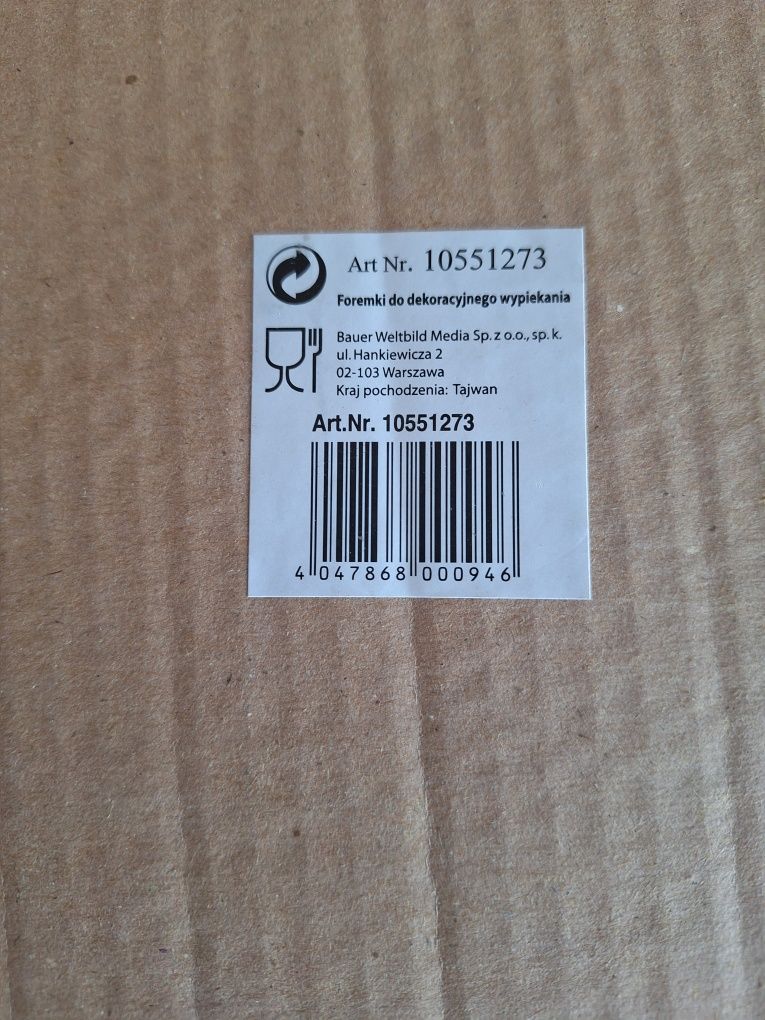 Art Nr. 10551273
Foremki do dekoracyjnego wypiekania
Bauer Weltbild Media Sp. z o.o., sp. k.
ul. Hankiewicza 2
02-103 Warszawa
Kraj pochodzenia: Tajwan
Art.Nr. 10551273
4 047868 000946